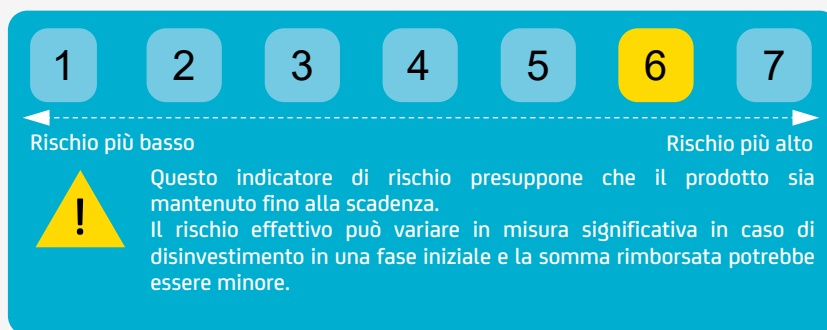 1 2 3 4 5 6 7
Rischio più basso Rischio più alto
!
Questo indicatore di rischio presuppone che il prodotto sia
mantenuto fino alla scadenza.
Il rischio effettivo può variare in misura significativa in caso di
disinvestimento in una fase iniziale e la somma rimborsata potrebbe
essere minore.